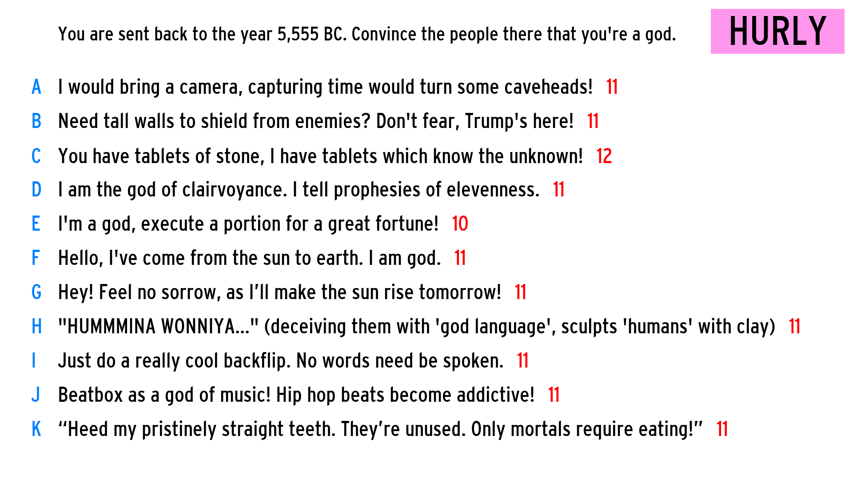 You are sent back to the year 5,555 BC. Convince the people there that you're a god.
HURLY
A I would bring a camera, capturing time would turn some caveheads! 11
B Need tall walls to shield from enemies? Don't fear, Trump's here! 11
C You have tablets of stone, I have tablets which know the unknown! 12
D I am the god of clairvoyance. I tell prophesies of elevenness. 11
E I'm a god, execute a portion for a great fortune! 10
F Hello, I've come from the sun to earth. I am god. 11
G Hey! Feel no sorrow, as I’ll make the sun rise tomorrow! 11
H "HUMMMINA WONNIYA..." (deceiving them with 'god language', sculpts 'humans' with clay) 11
I Just do a really cool backflip. No words need be spoken. 11
J Beatbox as a god of music! Hip hop beats become addictive! 11
K “Heed my pristinely straight teeth. They’re unused. Only mortals require eating!” 11